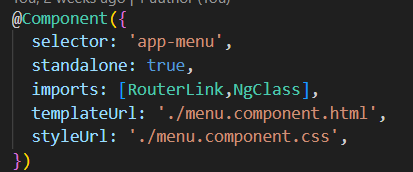 You, 2 weeks ago | 1 author (You)
@Component({
  selector: 'app-menu',
  standalone: true,
  imports: [RouterLink,NgClass],
  templateUrl: './menu.component.html',
  styleUrl: './menu.component.css',
})